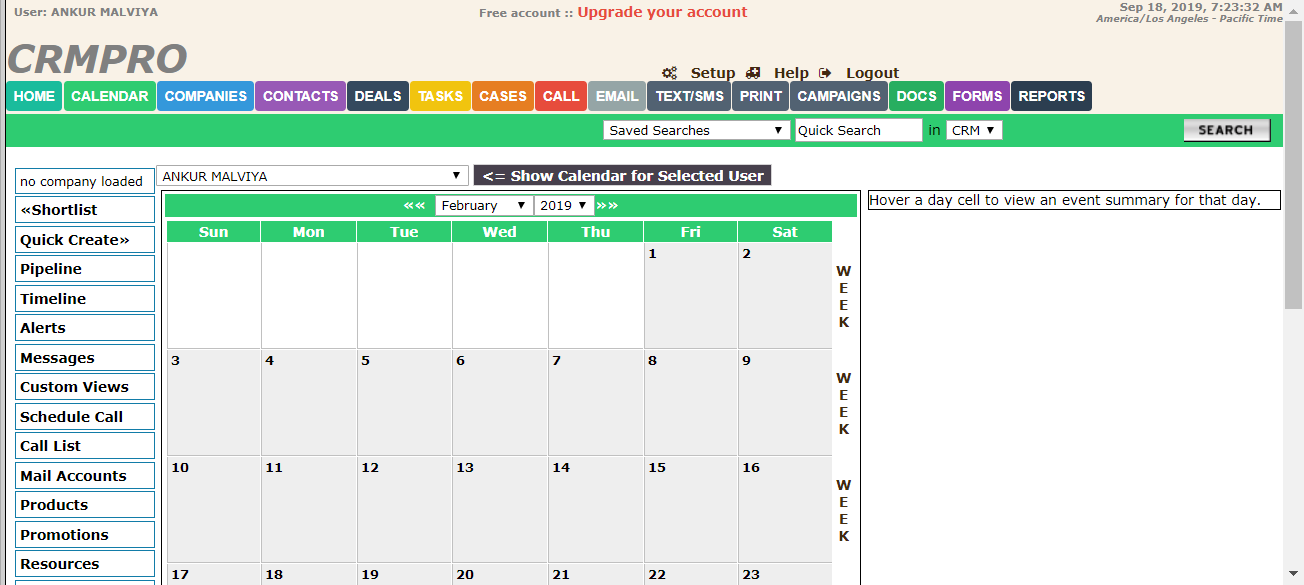 User: ANKUR MALVIYA
Free account :: Upgrade your account
Sep 18, 2019, 7:23:32 AM
America/Los Angeles - Pacific Time
CRMPRO
Setup Help Logout
HOME CALENDAR COMPANIES CONTACTS DEALS TASKS CASES CALL EMAIL TEXT/SMS PRINT CAMPAIGNS DOCS FORMS REPORTS
Saved Searches Quick Search in CRM SEARCH
no company loaded
«Shortlist
Quick Create»
Pipeline
Timeline
Alerts
Messages
Custom Views
Schedule Call
Call List
Mail Accounts
Products
Promotions
Resources
ANKUR MALVIYA <= Show Calendar for Selected User
«« February 2019 »»
Sun Mon Tue Wed Thu Fri Sat
1 2
W
E
E
K
3 4 5 6 7 8 9
W
E
E
K
10 11 12 13 14 15 16
W
E
E
K
17 18 19 20 21 22 23
Hover a day cell to view an event summary for that day.